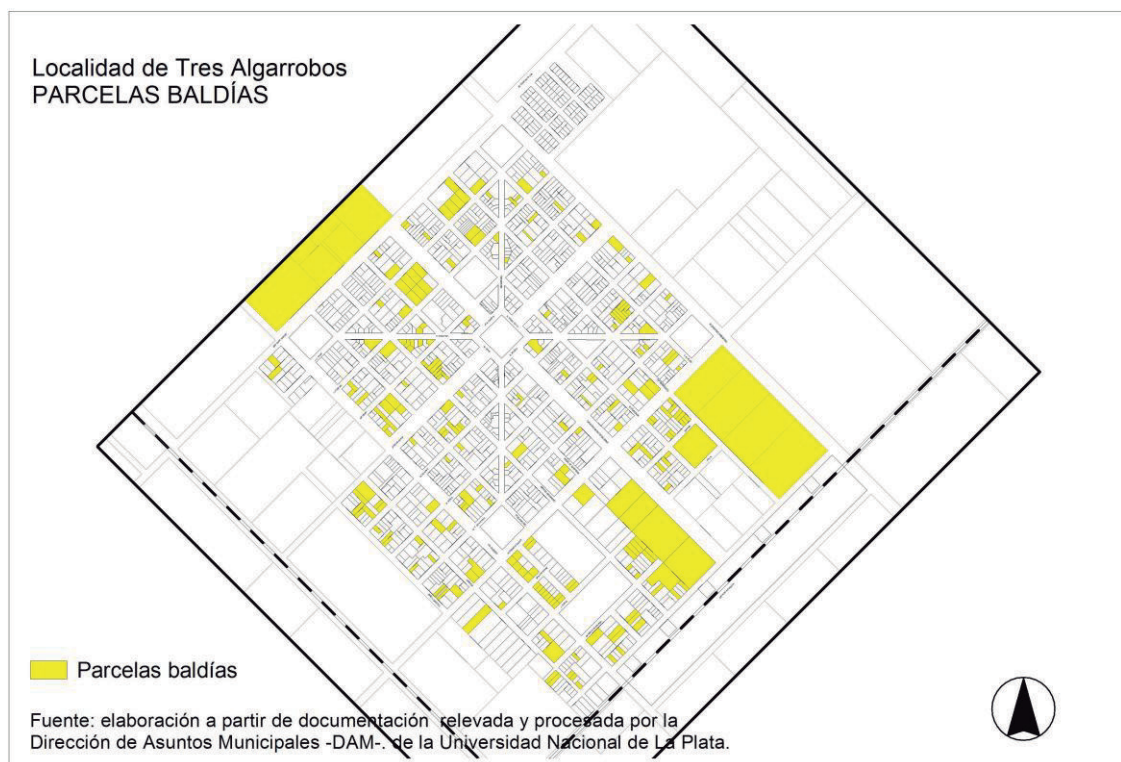 Localidad de Tres Algarrobos
PARCELAS BALDÍAS
Parcelas baldías
Fuente: elaboración a partir de documentación relevada y procesada por la
Dirección de Asuntos Municipales -DAM-. de la Universidad Nacional de La Plata.